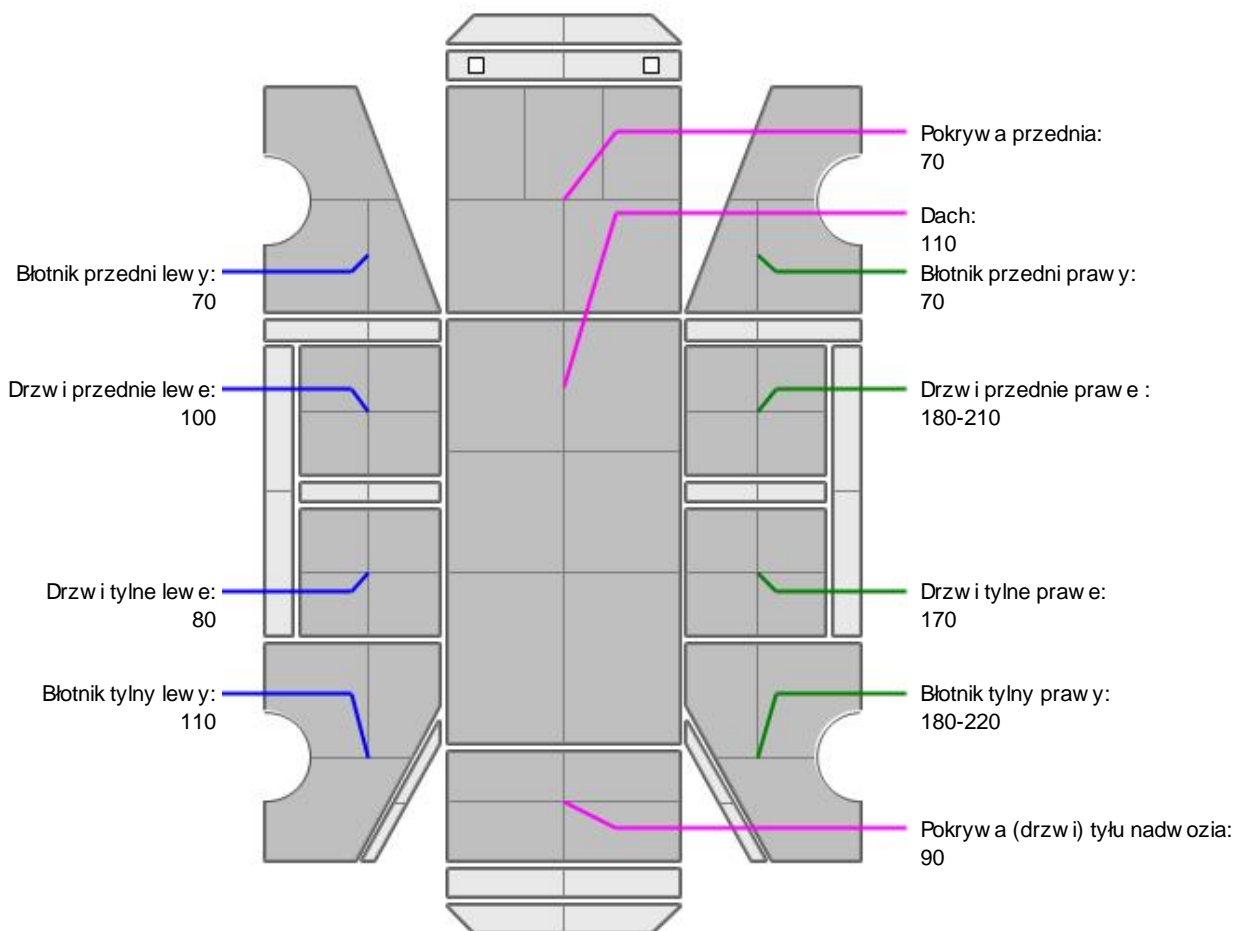 Pokrywa przednia:
70
Dach:
110
Błotnik przedni lewy:
70
Błotnik przedni prawy:
70
Drzwi przednie lewe:
100
Drzwi przednie prawe :
180-210
Drzwi tylne lewe:
80
Drzwi tylne prawe:
170
Błotnik tylny lewy:
110
Błotnik tylny prawy:
180-220
Pokrywa (drzwi) tyłu nadwozia:
90